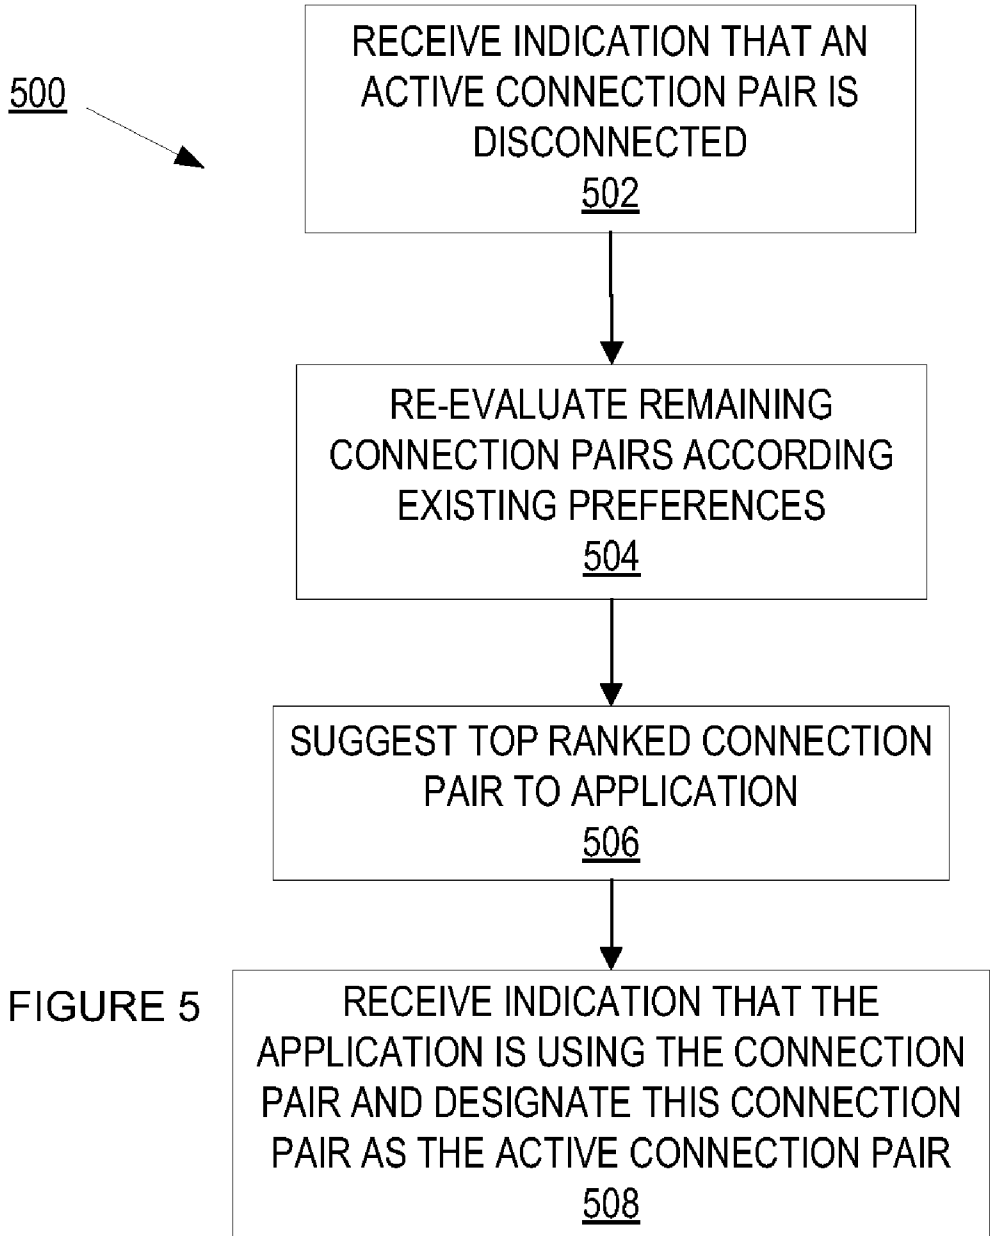 500
RECEIVE INDICATION THAT AN
ACTIVE CONNECTION PAIR IS
DISCONNECTED
502
RE-EVALUATE REMAINING
CONNECTION PAIRS ACCORDING
EXISTING PREFERENCES
504
SUGGEST TOP RANKED CONNECTION
PAIR TO APPLICATION
506
FIGURE 5
RECEIVE INDICATION THAT THE
APPLICATION IS USING THE CONNECTION
PAIR AND DESIGNATE THIS CONNECTION
PAIR AS THE ACTIVE CONNECTION PAIR
508